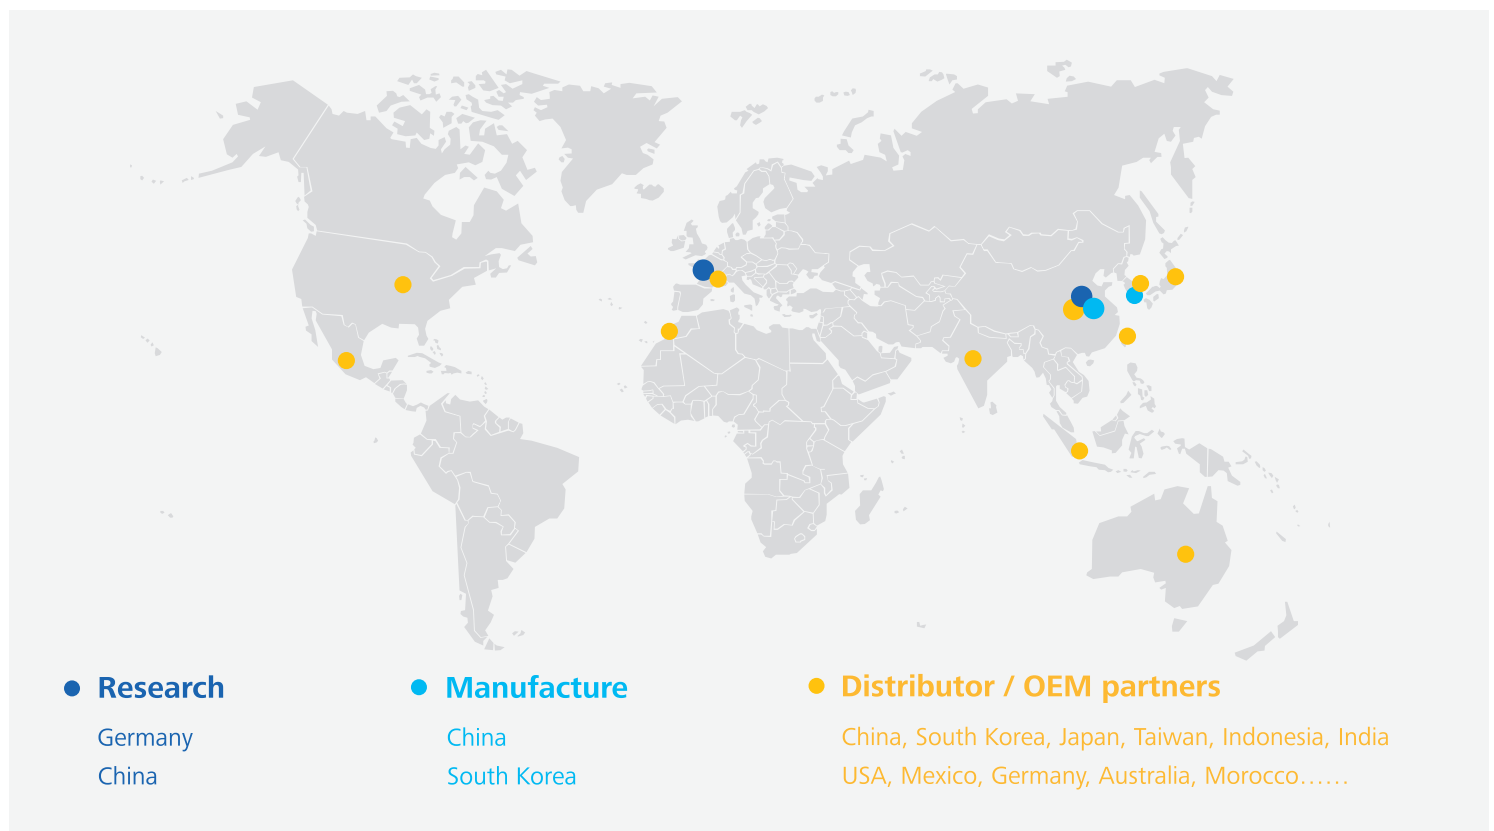 Research
Germany
China
Manufacture
China
South Korea
Distributor / OEM partners
China, South Korea, Japan, Taiwan, Indonesia, India
USA, Mexico, Germany, Australia, Morocco……